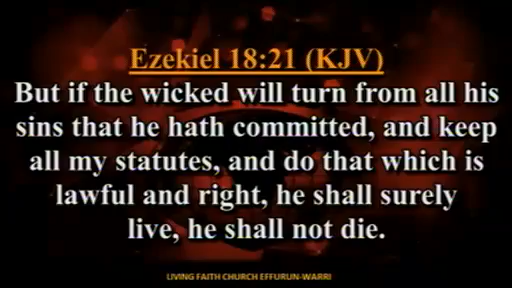 Ezekiel 18:21 (KJV)
But if the wicked will turn from all his
sins that he hath committed, and keep
all my statutes, and do that which is
lawful and right, he shall surely
live, he shall not die.
LIVING FAITH CHURCH EFFURUN-WARRI